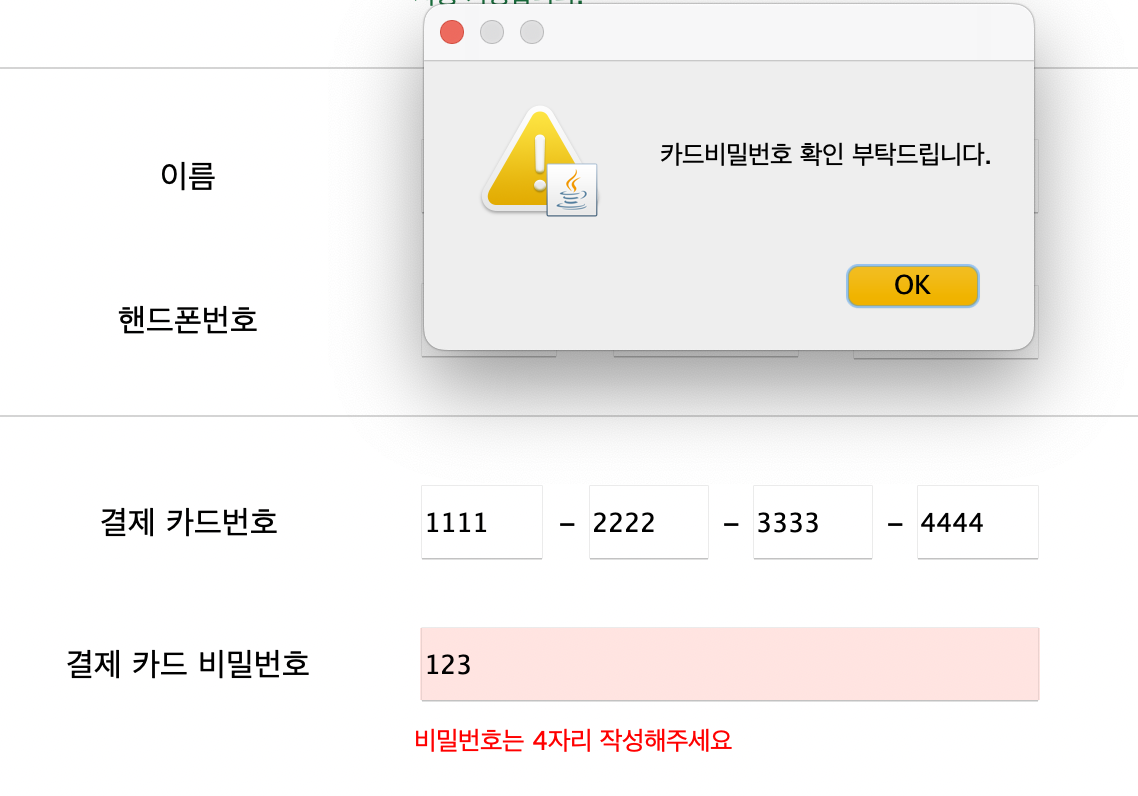 카드비밀번호 확인 부탁드립니다.
OK
이름
핸드폰번호
결제 카드번호 1111 - 2222 - 3333 - 4444
결제 카드 비밀번호 123
비밀번호는 4자리 작성해주세요